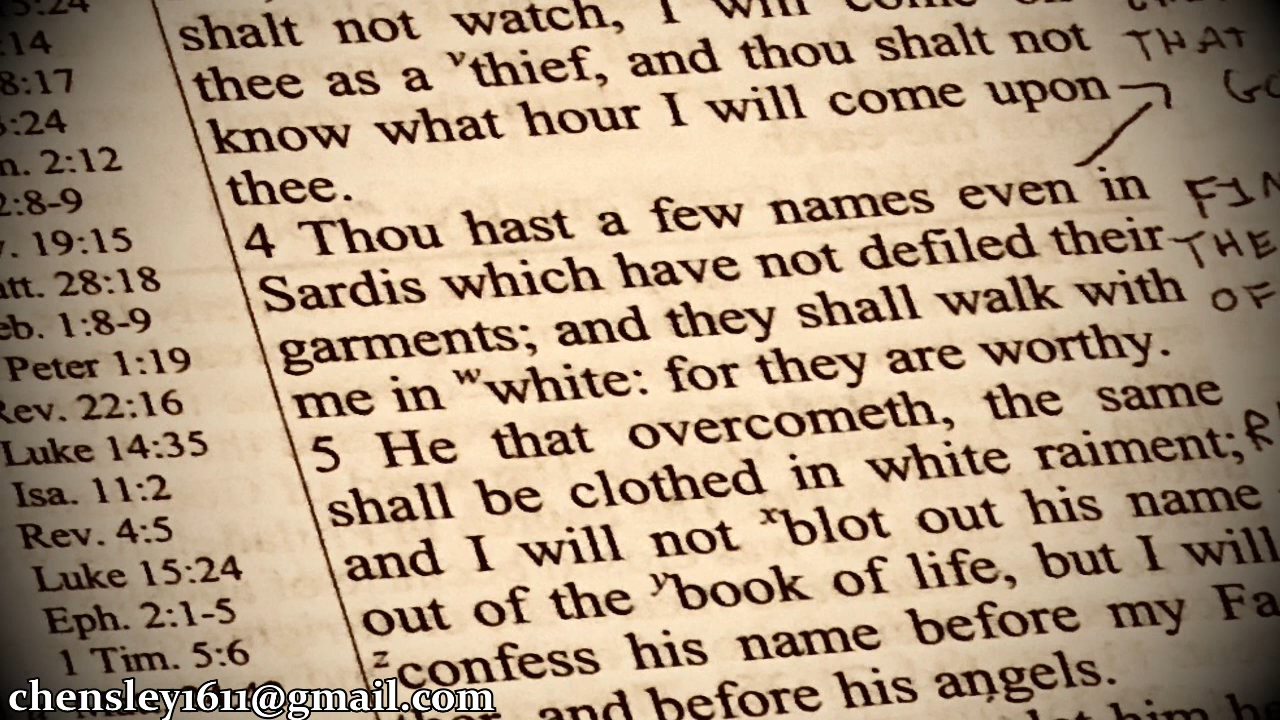 :14
8:17
:24
n. 2:12
2:8-9
. 19:15
att. 28:18
eb. 1:8-9
Peter 1:19
Rev. 22:16
Luke 14:35
Isa. 11:2
Rev. 4:5
Luke 15:24
Eph. 2:1-5
1 Tim. 5:6
shalt not watch, I will come
thee as a ᵛthief, and thou shalt not
know what hour I will come upon
thee.
4 Thou hast a few names even in
Sardis which have not defiled their
garments; and they shall walk with
me in ʷwhite: for they are worthy.
5 He that overcometh, the same
shall be clothed in white raiment;
and I will not ˣblot out his name
out of the ʸbook of life, but I will
ᶻconfess his name before my Fa
and before his angels.
THAT
GO
FIN
THE
OF
R
chensley1611@gmail.com